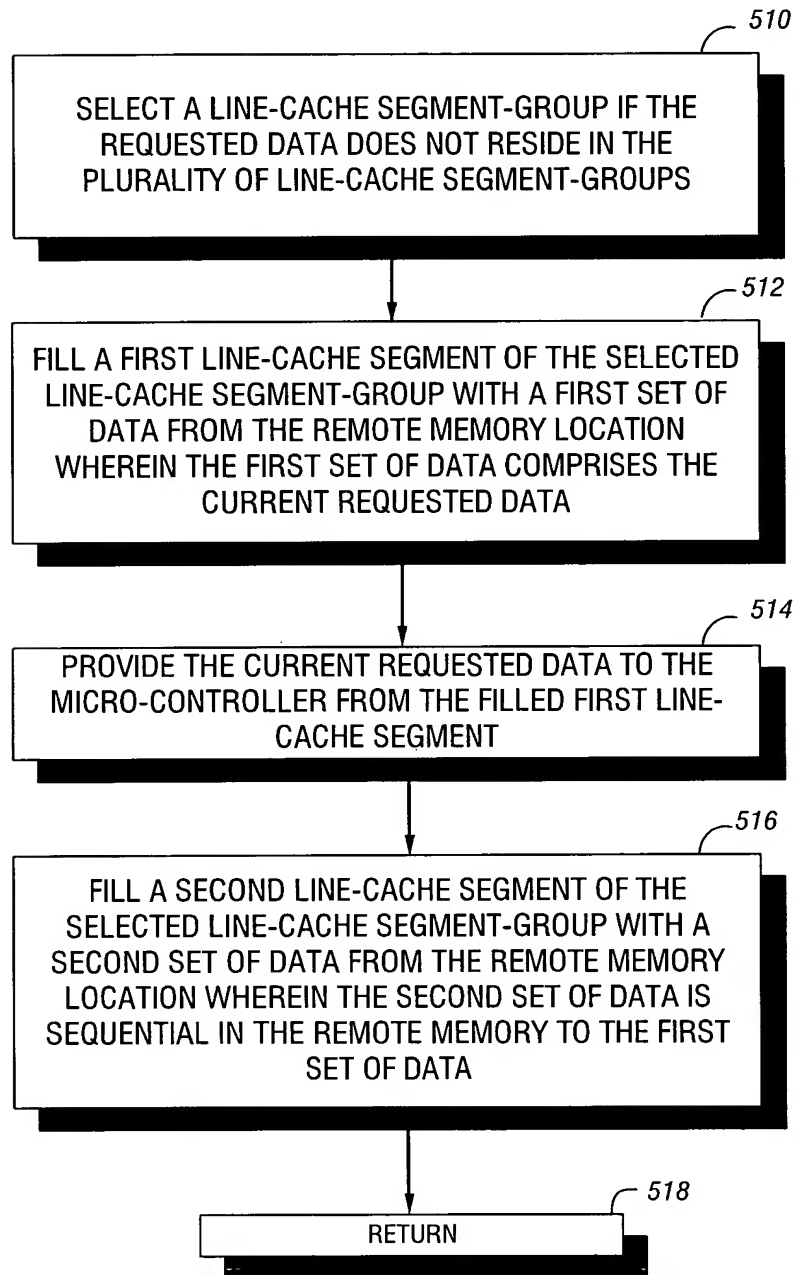 510
SELECT A LINE-CACHE SEGMENT-GROUP IF THE
REQUESTED DATA DOES NOT RESIDE IN THE
PLURALITY OF LINE-CACHE SEGMENT-GROUPS
512
FILL A FIRST LINE-CACHE SEGMENT OF THE SELECTED
LINE-CACHE SEGMENT-GROUP WITH A FIRST SET OF
DATA FROM THE REMOTE MEMORY LOCATION
WHEREIN THE FIRST SET OF DATA COMPRISES THE
CURRENT REQUESTED DATA
514
PROVIDE THE CURRENT REQUESTED DATA TO THE
MICRO-CONTROLLER FROM THE FILLED FIRST LINE-
CACHE SEGMENT
516
FILL A SECOND LINE-CACHE SEGMENT OF THE
SELECTED LINE-CACHE SEGMENT-GROUP WITH A
SECOND SET OF DATA FROM THE REMOTE MEMORY
LOCATION WHEREIN THE SECOND SET OF DATA IS
SEQUENTIAL IN THE REMOTE MEMORY TO THE FIRST
SET OF DATA
518
RETURN